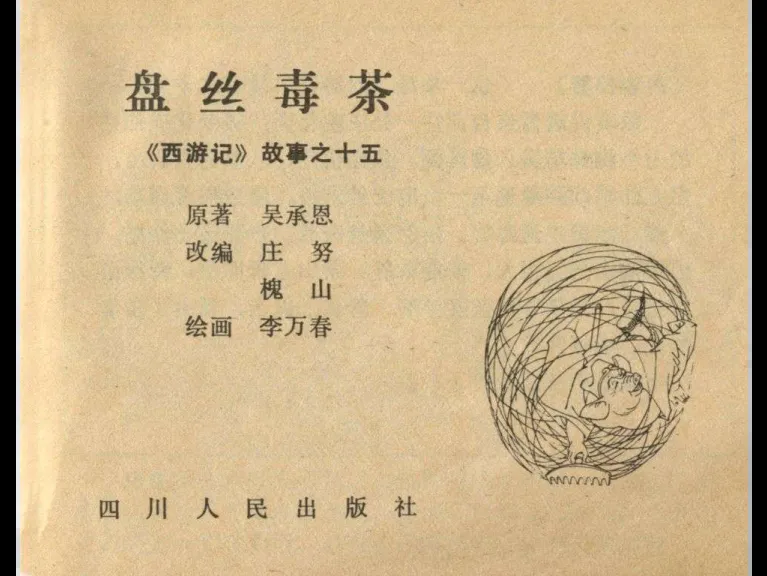 盘丝毒茶
《西游记》故事之十五
原著 吴承恩
改编 庄努
槐山
绘画 李万春
四川人民出版社